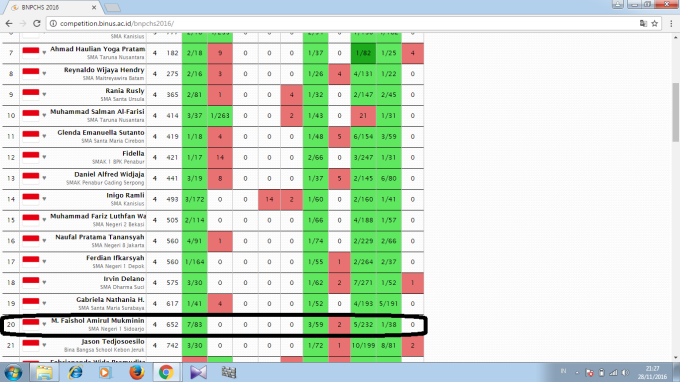 BNPCHS 2016
competition.binus.ac.id/bnpchs2016/
SMA Kanisius
7 Ahmad Haulian Yoga Pratam 4 182 2/18 9 0 0 0 1/37 0 1/82 1/25 4
SMA Taruna Nusantara
8 Reynaldo Wijaya Hendry 4 275 2/16 3 0 0 0 1/26 4 4/131 1/22 0
SMA Maitreyawira Batam
9 Rania Rusly 4 365 2/81 1 0 0 4 1/32 0 2/147 2/45 0
SMA Santa Ursula
10 Muhammad Salman Al-Farisi 4 414 3/37 1/263 0 0 2 1/43 0 21 1/31 0
SMA Taruna Nusantara
11 Glenda Emanuella Sutanto 4 419 1/18 4 0 0 0 1/48 5 6/154 3/59 0
SMA Santa Maria Cirebon
12 Fidella 4 421 1/17 14 0 0 0 2/66 0 3/247 1/31 0
SMAK 1 BPK Penabur
13 Daniel Alfred Widjaja 4 441 3/19 8 0 0 0 1/37 5 2/145 6/80 0
SMAK Penabur Gading Serpong
14 Inigo Ramli 4 493 3/172 0 0 14 2 1/60 0 2/160 1/41 0
SMA Kanisius
15 Muhammad Fariz Luthfan Wa 4 505 2/114 0 0 0 0 1/66 0 4/188 1/57 0
SMA Negeri 2 Bekasi
16 Naufal Pratama Tanansyah 4 560 4/91 1 0 0 0 1/74 0 2/229 2/66 0
SMA Negeri 8 Jakarta
17 Ferdian Ifkarsyah 4 560 1/164 0 0 0 0 1/55 1 2/264 2/37 0
SMA Negeri 1 Depok
18 Irvin Delano 4 575 3/30 0 0 0 0 1/62 2 7/271 1/52 1
SMA Dharma Suci
19 Gabriela Nathania H. 4 617 1/41 4 0 0 0 1/52 0 4/193 5/191 0
SMA Santa Maria Surabaya
20 M. Faishol Amirul Mukminin 4 652 7/83 0 0 0 0 3/59 2 5/232 1/38 0
SMA Negeri 1 Sidoarjo
21 Jason Tedjosoesilo 4 742 3/30 0 0 0 0 1/72 1 10/199 8/81 2
Bina Bangsa School Kebon Jeruk
IN 21:27
28/11/2016